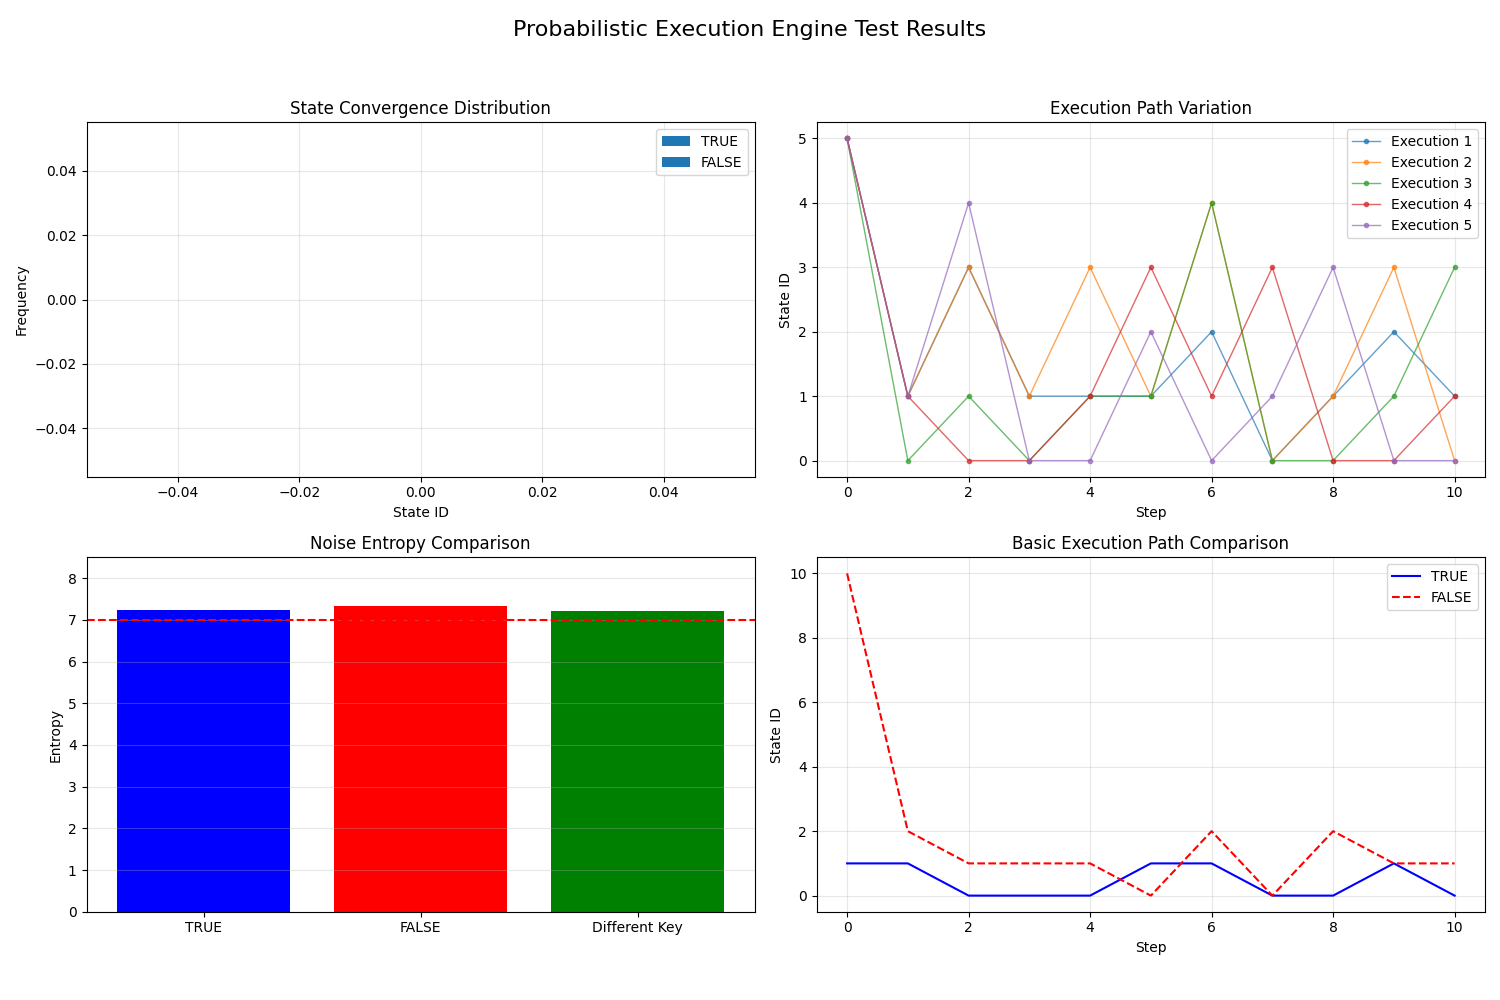 Probabilistic Execution Engine Test Results
State Convergence Distribution
TRUE
FALSE
0.04
0.02
0.00
−0.02
−0.04
Frequency
−0.04 −0.02 0.00 0.02 0.04
State ID
Execution Path Variation
Execution 1
Execution 2
Execution 3
Execution 4
Execution 5
5
4
3
2
1
0
State ID
0 2 4 6 8 10
Step
Noise Entropy Comparison
8
7
6
5
4
3
2
1
0
Entropy
TRUE FALSE Different Key
Basic Execution Path Comparison
TRUE
FALSE
10
8
6
4
2
0
State ID
0 2 4 6 8 10
Step